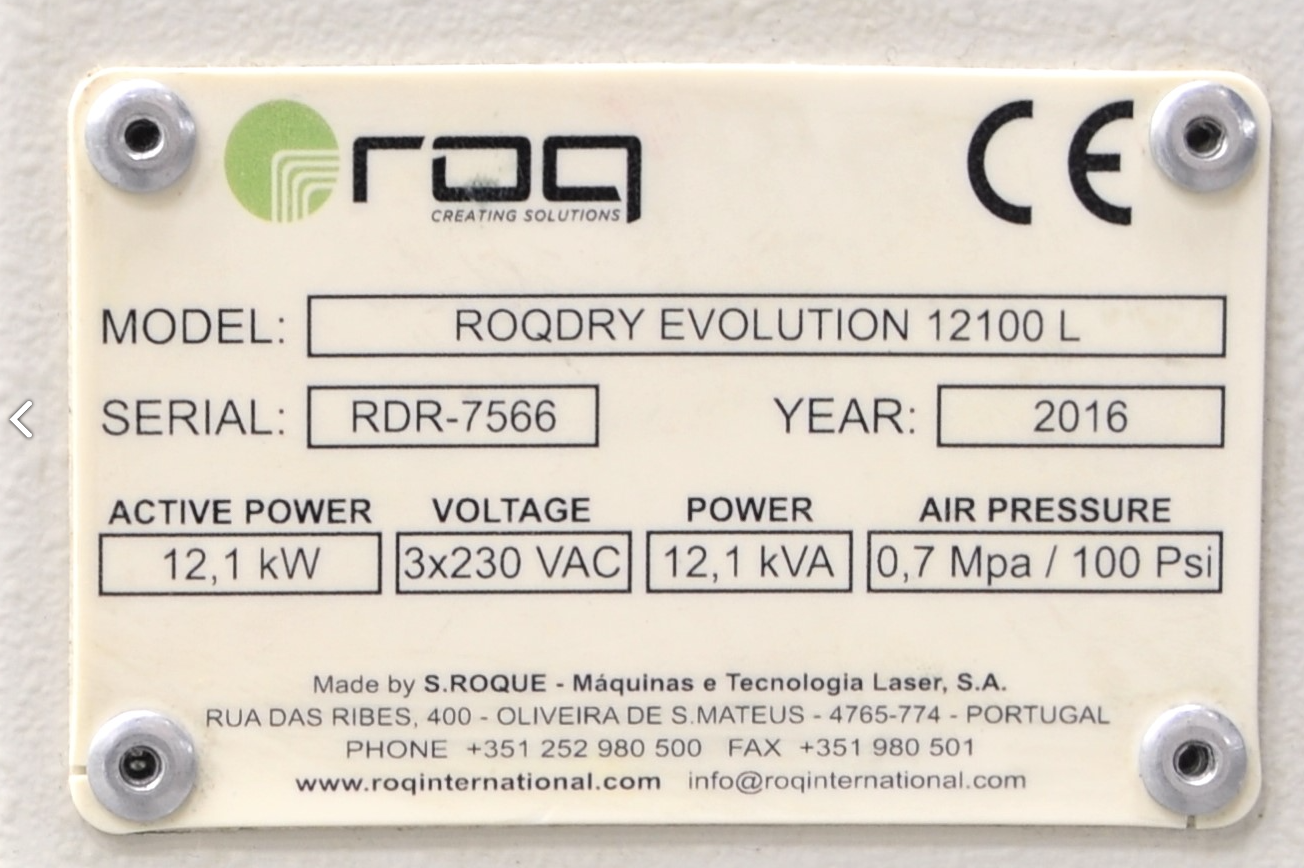 roq
CREATING SOLUTIONS
CE
MODEL: ROQDRY EVOLUTION 12100 L
SERIAL: RDR-7566 YEAR: 2016
ACTIVE POWER VOLTAGE POWER AIR PRESSURE
12,1 kW 3x230 VAC 12,1 kVA 0,7 Mpa / 100 Psi
Made by S.ROQUE - Máquinas e Tecnologia Laser, S.A.
RUA DAS RIBES, 400 - OLIVEIRA DE S.MATEUS - 4765-774 - PORTUGAL
PHONE +351 252 980 500 FAX +351 980 501
www.roqinternational.com info@roqinternational.com